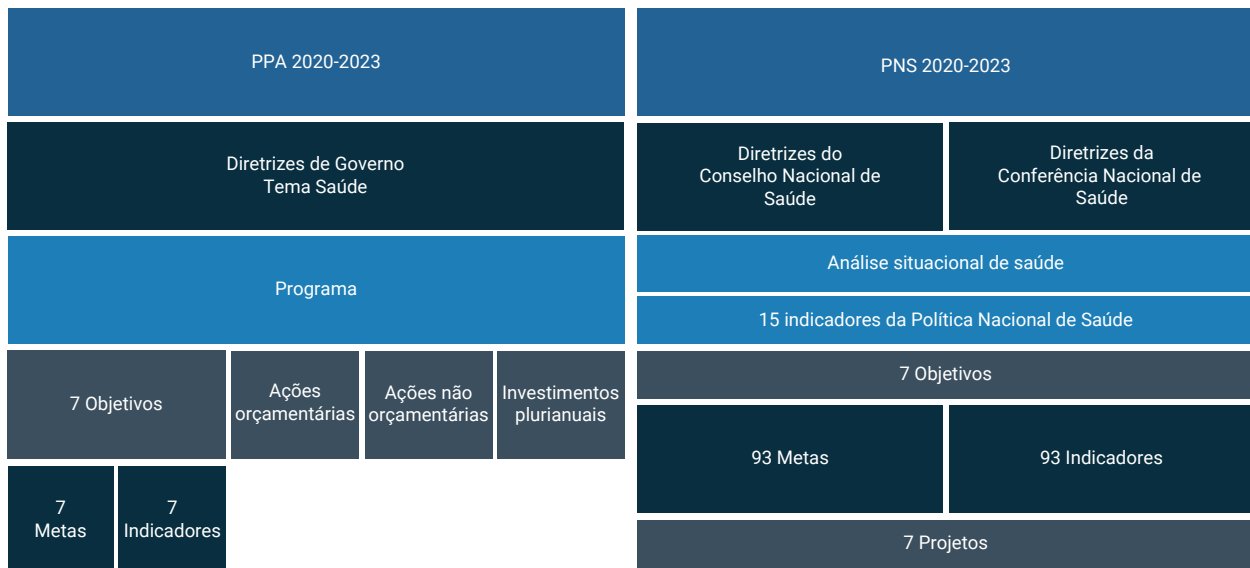 PPA 2020-2023
Diretrizes de Governo
Tema Saúde
Programa
7 Objetivos
Ações
orçamentárias
Ações não
orçamentárias
Investimentos
plurianuais
7
Metas
7
Indicadores
PNS 2020-2023
Diretrizes do
Conselho Nacional de
Saúde
Diretrizes da
Conferência Nacional de
Saúde
Análise situacional de saúde
15 indicadores da Política Nacional de Saúde
7 Objetivos
93 Metas
93 Indicadores
7 Projetos